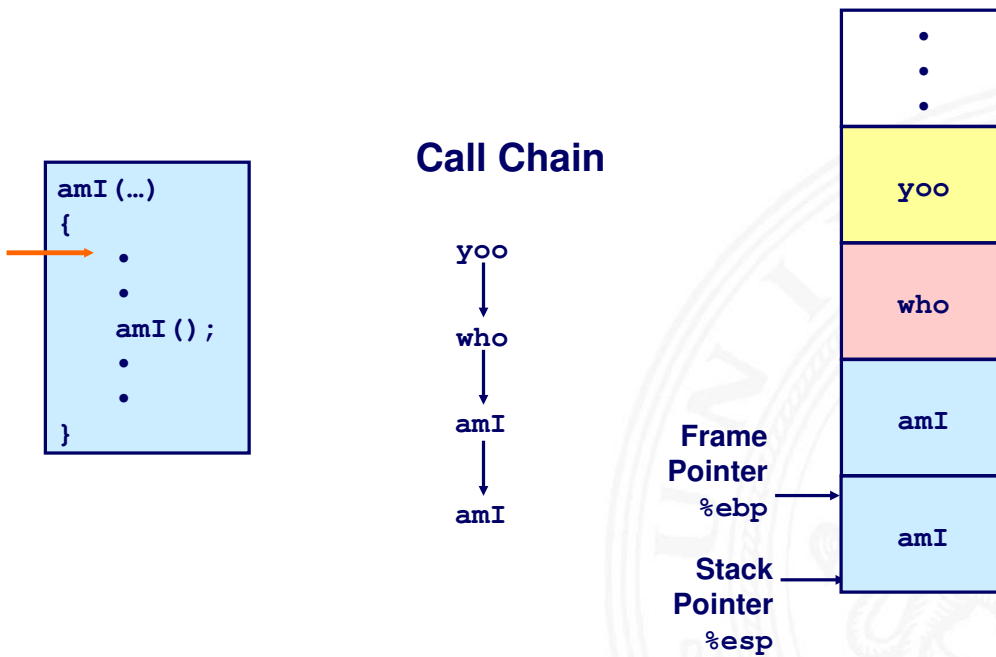 amI(…)
{
•
•
amI();
•
•
}
Call Chain
yoo
who
amI
amI
•
•
•
yoo
who
amI
amI
Frame
Pointer
%ebp
Stack
Pointer
%esp
U N I